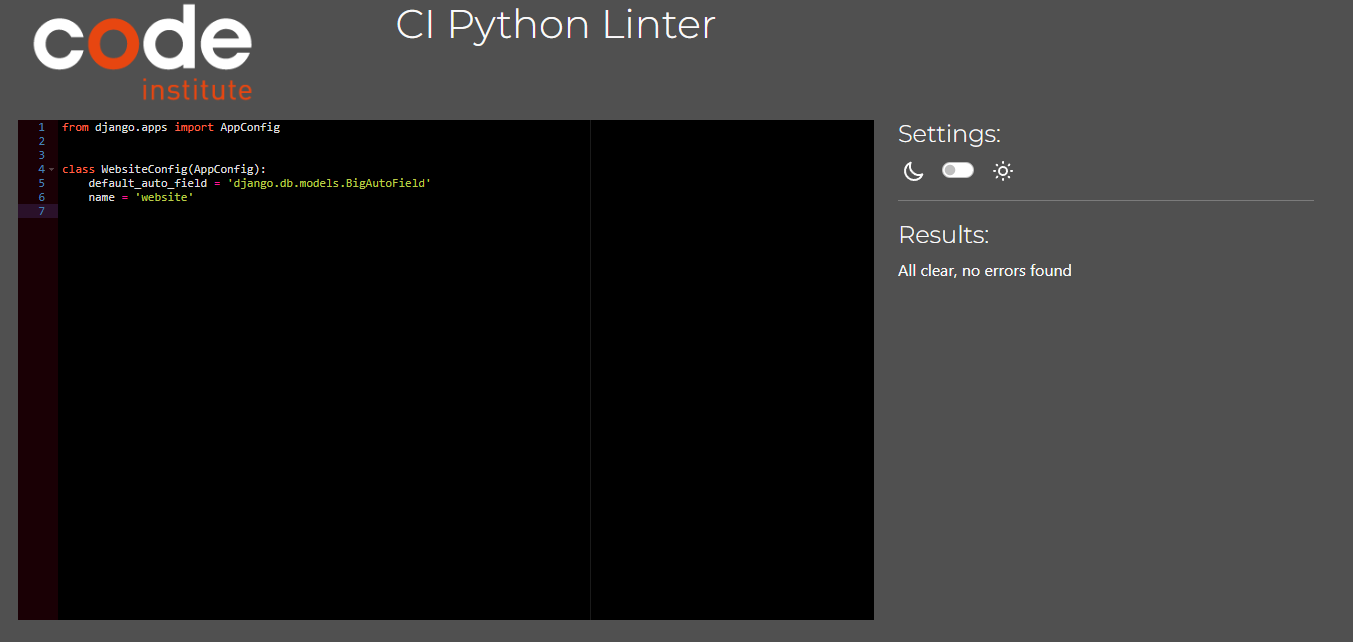 code
institute
CI Python Linter
1 from django.apps import AppConfig
2
3
4 class WebsiteConfig(AppConfig):
5     default_auto_field = 'django.db.models.BigAutoField'
6     name = 'website'
7
Settings:
Results:
All clear, no errors found